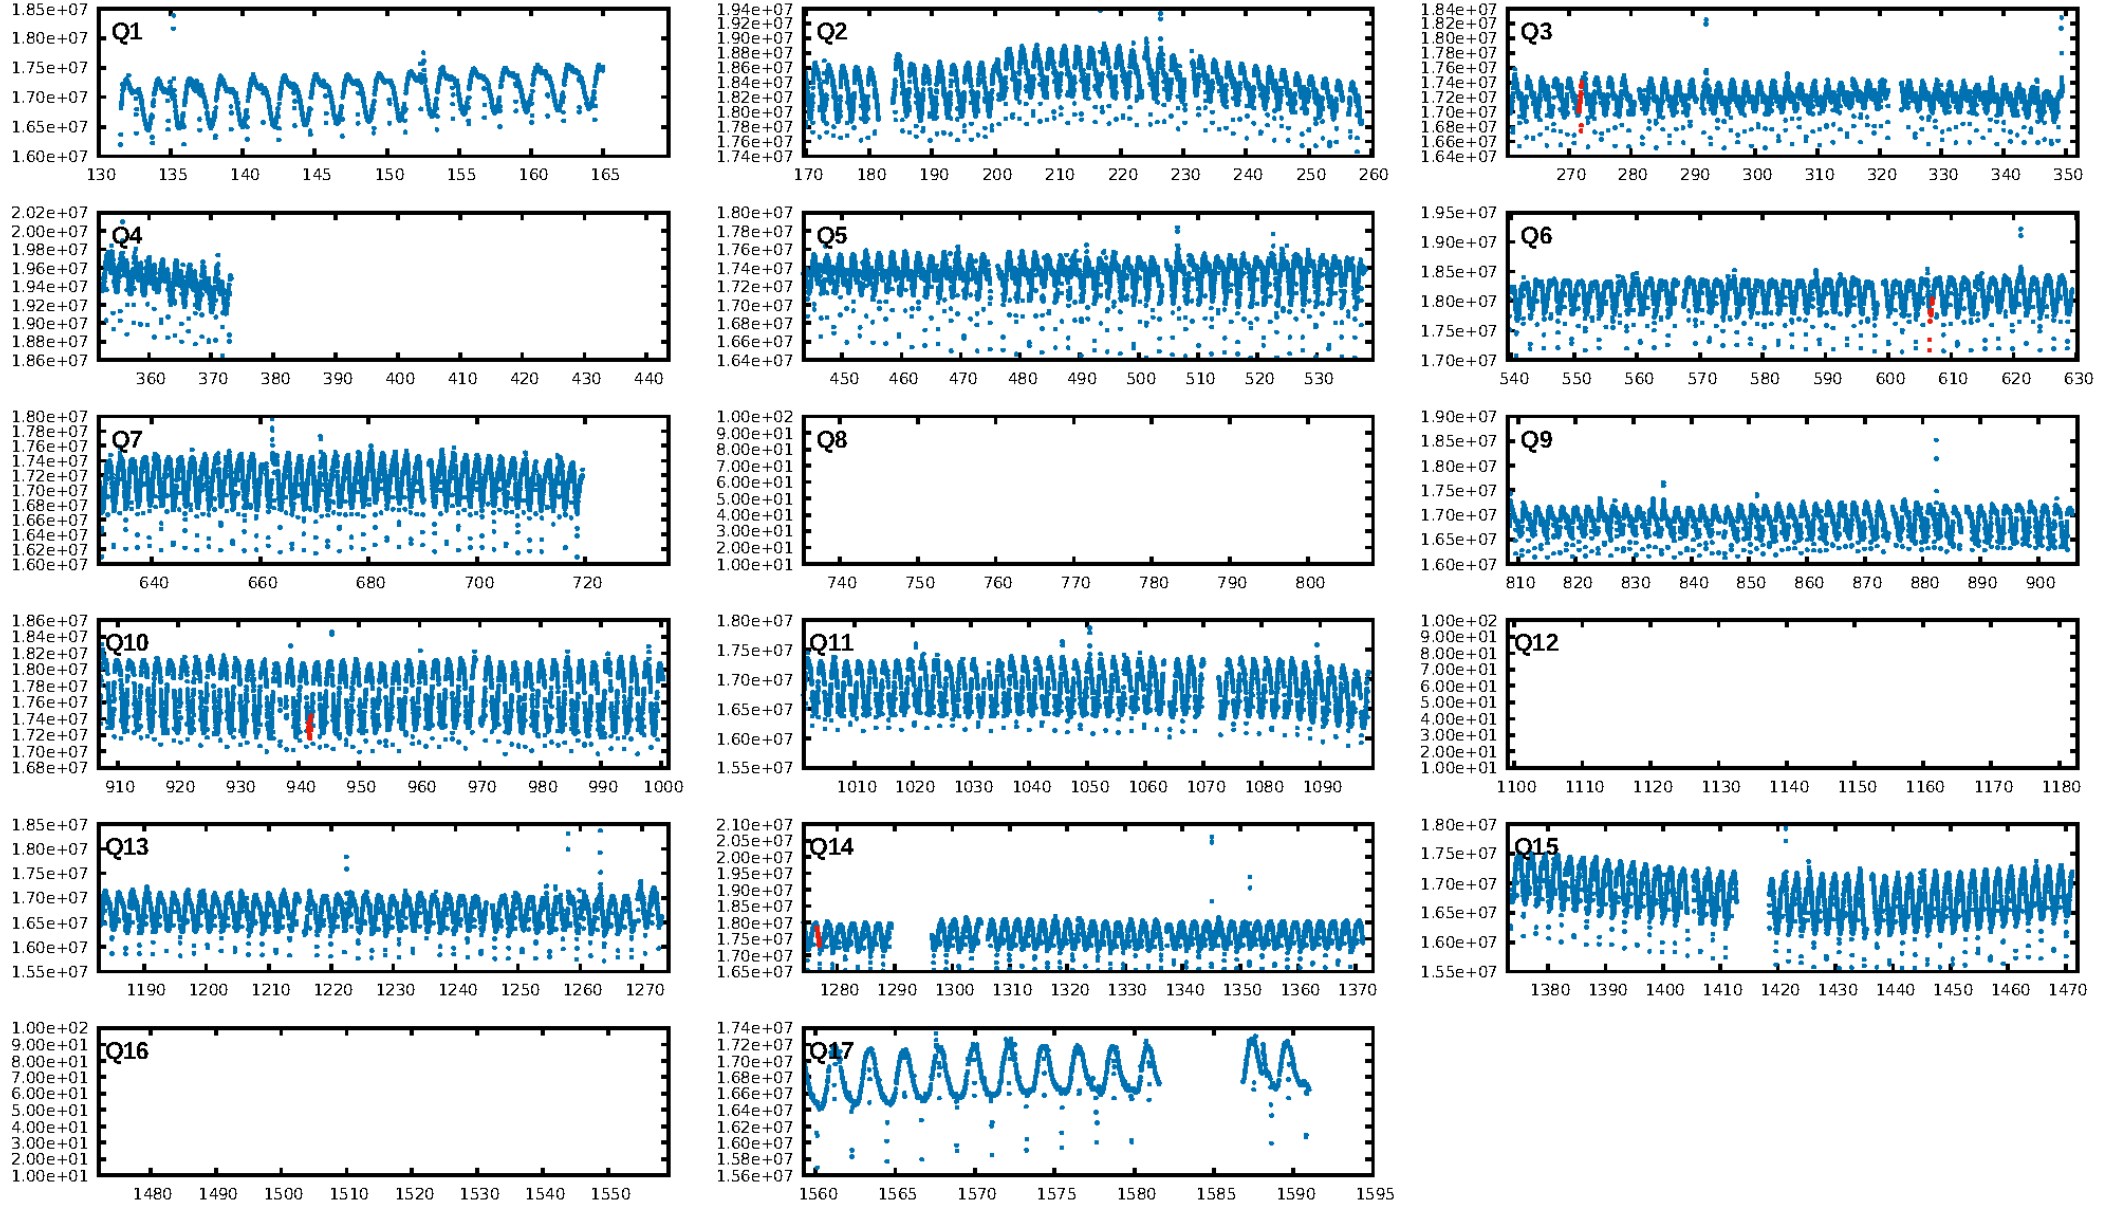 1.85e+07
1.80e+07
1.75e+07
1.70e+07
1.65e+07
1.60e+07
Q1
130 135 140 145 150 155 160 165
1.94e+07
1.92e+07
1.90e+07
1.88e+07
1.86e+07
1.84e+07
1.82e+07
1.80e+07
1.78e+07
1.76e+07
1.74e+07
Q2
170 180 190 200 210 220 230 240 250 260
1.84e+07
1.82e+07
1.80e+07
1.78e+07
1.76e+07
1.74e+07
1.72e+07
1.70e+07
1.68e+07
1.66e+07
1.64e+07
Q3
270 280 290 300 310 320 330 340 350
2.02e+07
2.00e+07
1.98e+07
1.96e+07
1.94e+07
1.92e+07
1.90e+07
1.88e+07
1.86e+07
Q4
360 370 380 390 400 410 420 430 440
1.80e+07
1.78e+07
1.76e+07
1.74e+07
1.72e+07
1.70e+07
1.68e+07
1.66e+07
1.64e+07
Q5
450 460 470 480 490 500 510 520 530
1.95e+07
1.90e+07
1.85e+07
1.80e+07
1.75e+07
1.70e+07
Q6
540 550 560 570 580 590 600 610 620 630
1.80e+07
1.78e+07
1.76e+07
1.74e+07
1.72e+07
1.70e+07
1.68e+07
1.66e+07
1.64e+07
1.62e+07
1.60e+07
Q7
640 660 680 700 720
1.00e+02
9.00e+01
8.00e+01
7.00e+01
6.00e+01
5.00e+01
4.00e+01
3.00e+01
2.00e+01
1.00e+01
Q8
740 750 760 770 780 790 800
1.90e+07
1.85e+07
1.80e+07
1.75e+07
1.70e+07
1.65e+07
1.60e+07
Q9
810 820 830 840 850 860 870 880 890 900
1.86e+07
1.84e+07
1.82e+07
1.80e+07
1.78e+07
1.76e+07
1.74e+07
1.72e+07
1.70e+07
1.68e+07
Q10
910 920 930 940 950 960 970 980 990 1000
1.80e+07
1.75e+07
1.70e+07
1.65e+07
1.60e+07
1.55e+07
Q11
1010 1020 1030 1040 1050 1060 1070 1080 1090
1.00e+02
9.00e+01
8.00e+01
7.00e+01
6.00e+01
5.00e+01
4.00e+01
3.00e+01
2.00e+01
1.00e+01
Q12
1100 1110 1120 1130 1140 1150 1160 1170 1180
1.85e+07
1.80e+07
1.75e+07
1.70e+07
1.65e+07
1.60e+07
1.55e+07
Q13
1190 1200 1210 1220 1230 1240 1250 1260 1270
2.10e+07
2.05e+07
2.00e+07
1.95e+07
1.90e+07
1.85e+07
1.80e+07
1.75e+07
1.70e+07
1.65e+07
Q14
1280 1290 1300 1310 1320 1330 1340 1350 1360 1370
1.80e+07
1.75e+07
1.70e+07
1.65e+07
1.60e+07
1.55e+07
Q15
1380 1390 1400 1410 1420 1430 1440 1450 1460 1470
1.00e+02
9.00e+01
8.00e+01
7.00e+01
6.00e+01
5.00e+01
4.00e+01
3.00e+01
2.00e+01
1.00e+01
Q16
1480 1490 1500 1510 1520 1530 1540 1550
1.74e+07
1.72e+07
1.70e+07
1.68e+07
1.66e+07
1.64e+07
1.62e+07
1.60e+07
1.58e+07
1.56e+07
Q17
1560 1565 1570 1575 1580 1585 1590 1595